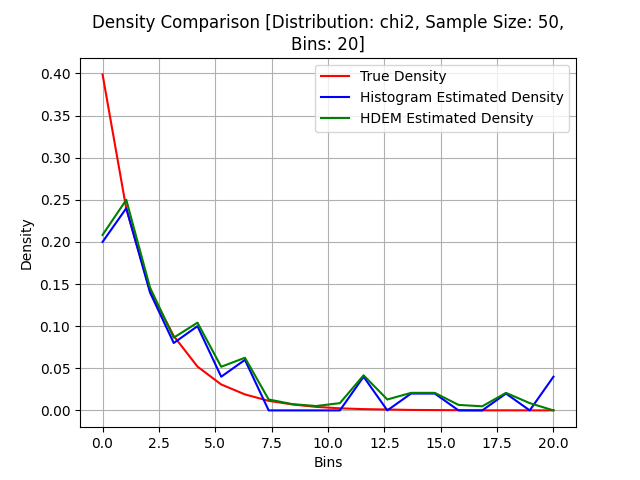 Density Comparison [Distribution: chi2, Sample Size: 50,
Bins: 20]
True Density
Histogram Estimated Density
HDEM Estimated Density
Density
0.40
0.35
0.30
0.25
0.20
0.15
0.10
0.05
0.00
0.0 2.5 5.0 7.5 10.0 12.5 15.0 17.5 20.0
Bins